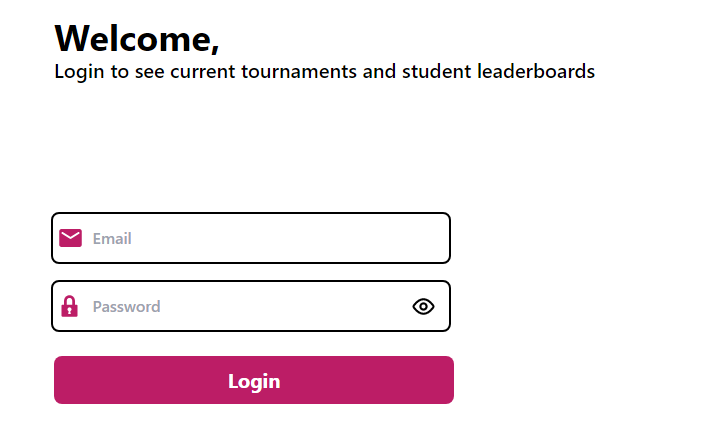 Welcome,
Login to see current tournaments and student leaderboards
Email
Password
Login